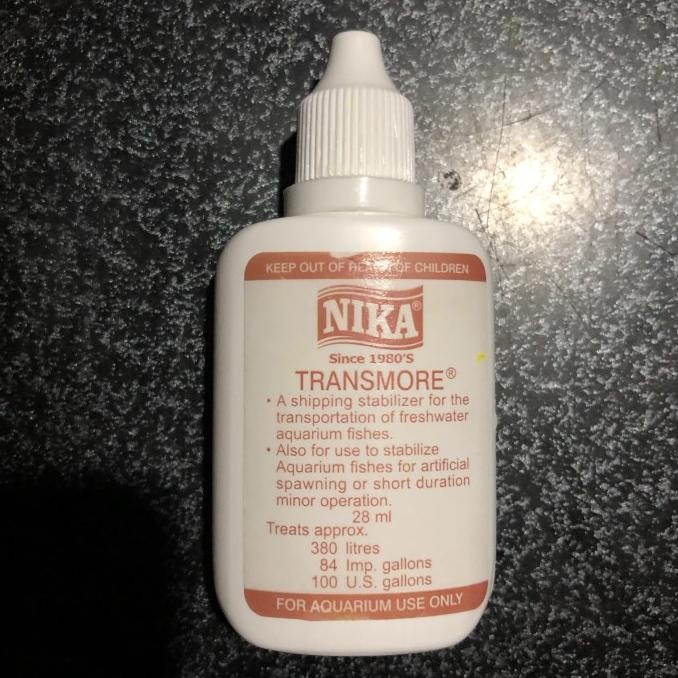 KEEP OUT OF REACH OF CHILDREN
NIKA®
Since 1980'S
TRANSMORE®
• A shipping stabilizer for the
transportation of freshwater
aquarium fishes.
• Also for use to stabilize
Aquarium fishes for artificial
spawning or short duration
minor operation.
28 ml
Treats approx.
380 litres
84 Imp. gallons
100 U.S. gallons
FOR AQUARIUM USE ONLY